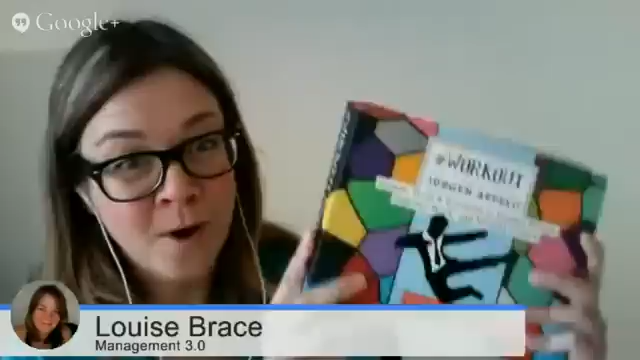 Google+
#WORKOUT
JURGEN APPELO
Louise Brace
Management 3.0